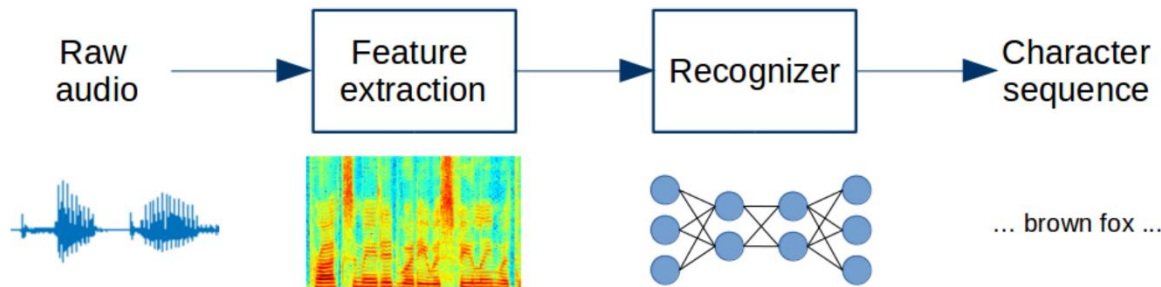 Raw
audio
Feature
extraction
Recognizer
Character
sequence
... brown fox ...